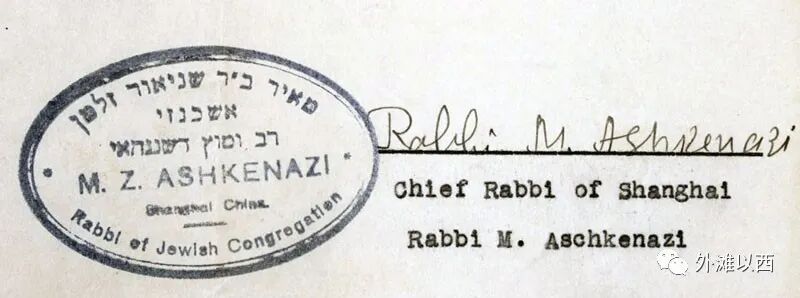 מאיר ב״ר שניאור זלמן
אשכנזי
רב ומו״ץ דשנגהאי
M. Z. ASHKENAZI
Shanghai China.
Rabbi of Jewish Congregation
Rabbi M. Ashkenazi
Chief Rabbi of Shanghai
Rabbi M. Aschkenazi
外滩以西